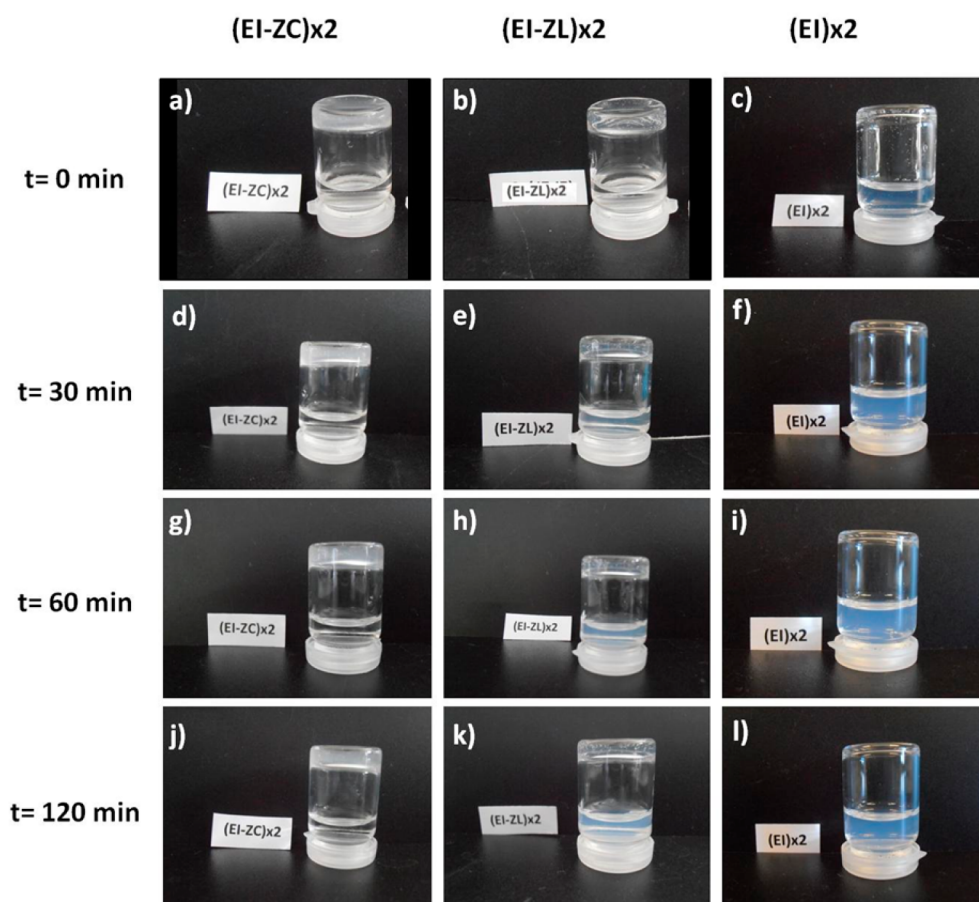 (EI-ZC)x2 (EI-ZL)x2 (EI)x2
t= 0 min
a) b) c)
(EI-ZC)x2 (EI-ZL)x2 (EI)x2
t= 30 min
d) e) f)
(EI-ZC)x2 (EI-ZL)x2 (EI)x2
t= 60 min
g) h) i)
(EI-ZC)x2 (EI-ZL)x2 (EI)x2
t= 120 min
j) k) l)
(EI-ZC)x2 (EI-ZL)x2 (EI)x2